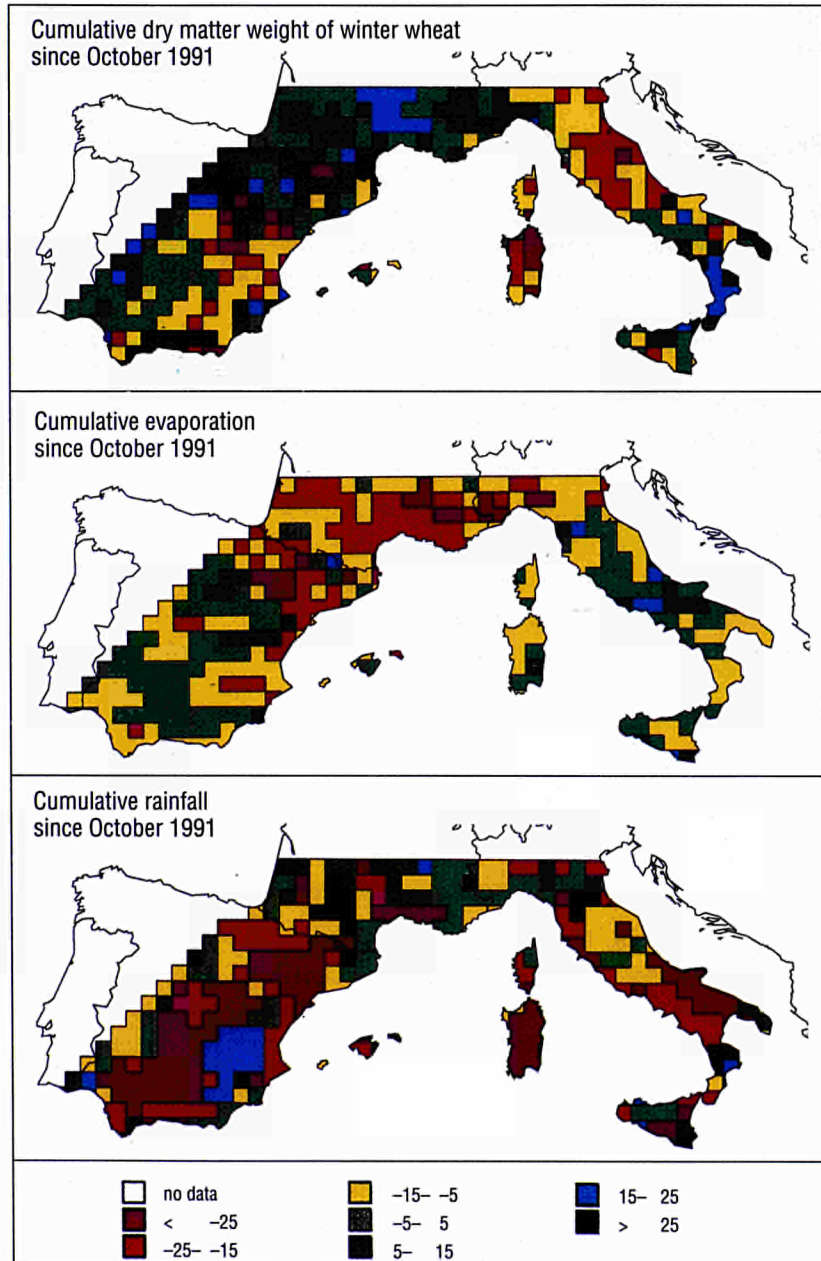 Cumulative dry matter weight of winter wheat
since October 1991
Cumulative evaporation
since October 1991
Cumulative rainfall
since October 1991
no data
< −25
−25– −15
−15– −5
−5– 5
5– 15
15– 25
> 25